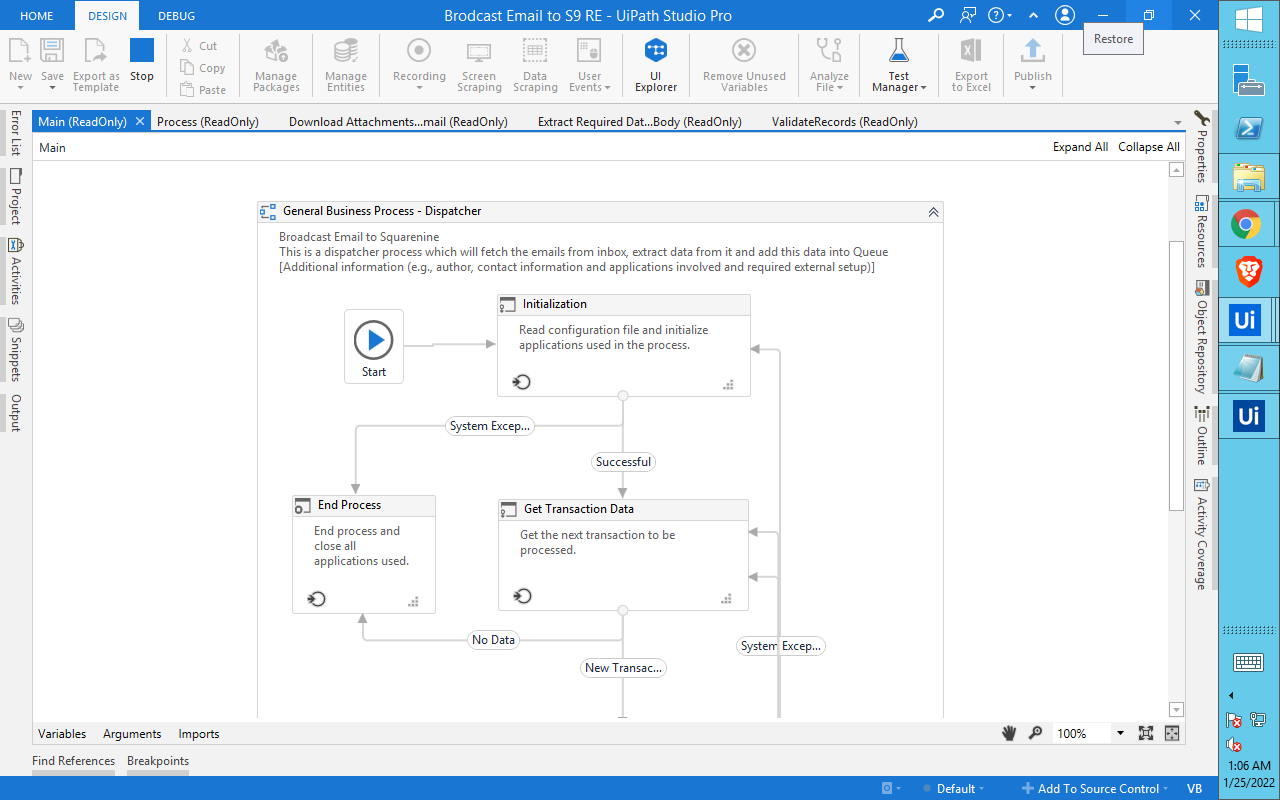 HOME
DESIGN
DEBUG
Brodcast Email to S9 RE - UiPath Studio Pro
Restore
New
Save
Export as
Template
Stop
Cut
Copy
Paste
Manage
Packages
Manage
Entities
Recording
Screen
Scraping
Data
Scraping
User
Events
UI
Explorer
Remove Unused
Variables
Analyze
File
Test
Manager
Export
to Excel
Publish
Error List
Project
Activities
Snippets
Output
Main (ReadOnly)
Process (ReadOnly)
Download Attachments...mail (ReadOnly)
Extract Required Dat...Body (ReadOnly)
ValidateRecords (ReadOnly)
Main
Expand All
Collapse All
General Business Process - Dispatcher
Broadcast Email to Squarenine
This is a dispatcher process which will fetch the emails from inbox, extract data from it and add this data into Queue
[Additional information (e.g., author, contact information and applications involved and required external setup)]
Start
Initialization
Read configuration file and initialize
applications used in the process.
System Excep...
Successful
End Process
End process and
close all
applications used.
Get Transaction Data
Get the next transaction to be
processed.
No Data
System Excep...
New Transac...
Properties
Resources
Object Repository
Outline
Activity Coverage
Variables
Arguments
Imports
100%
Find References
Breakpoints
Default
Add To Source Control
VB
Ui
Ui
1:06 AM
1/25/2022